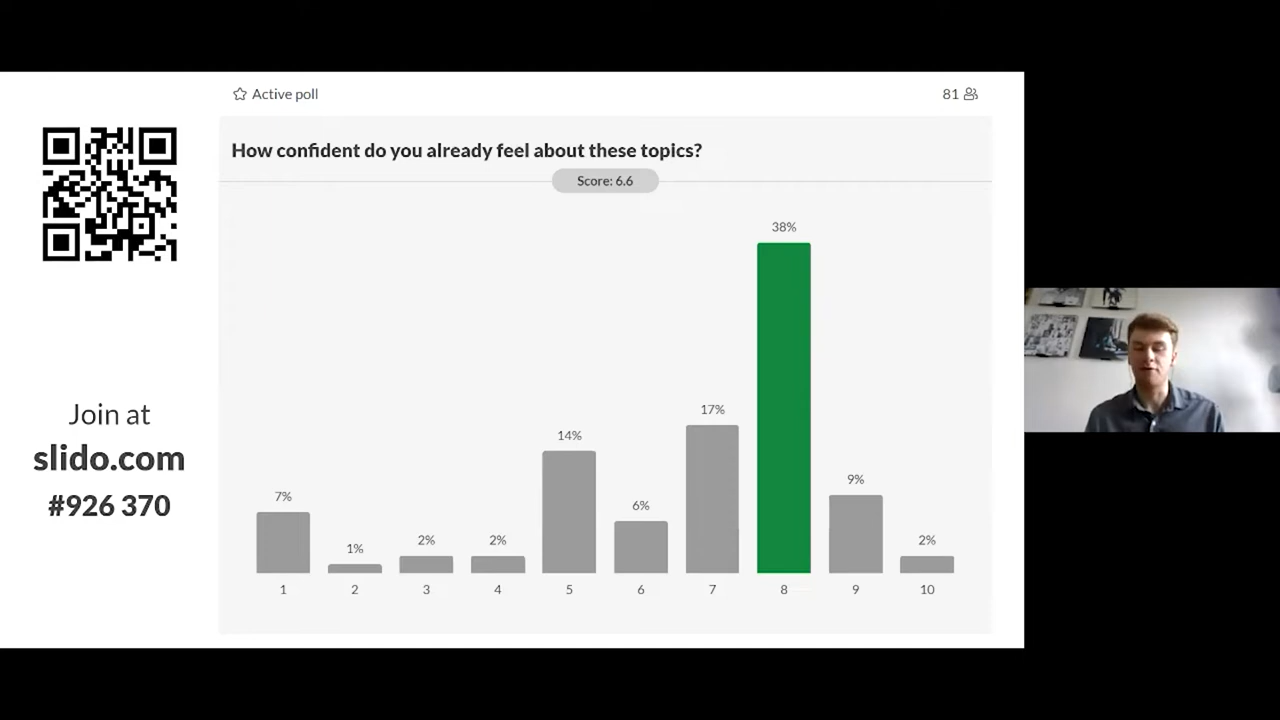 Active poll
81
How confident do you already feel about these topics?
Score: 6.6
38%
17%
14%
9%
7%
6%
2%
2%
2%
1%
1 2 3 4 5 6 7 8 9 10
Join at
slido.com
#926 370